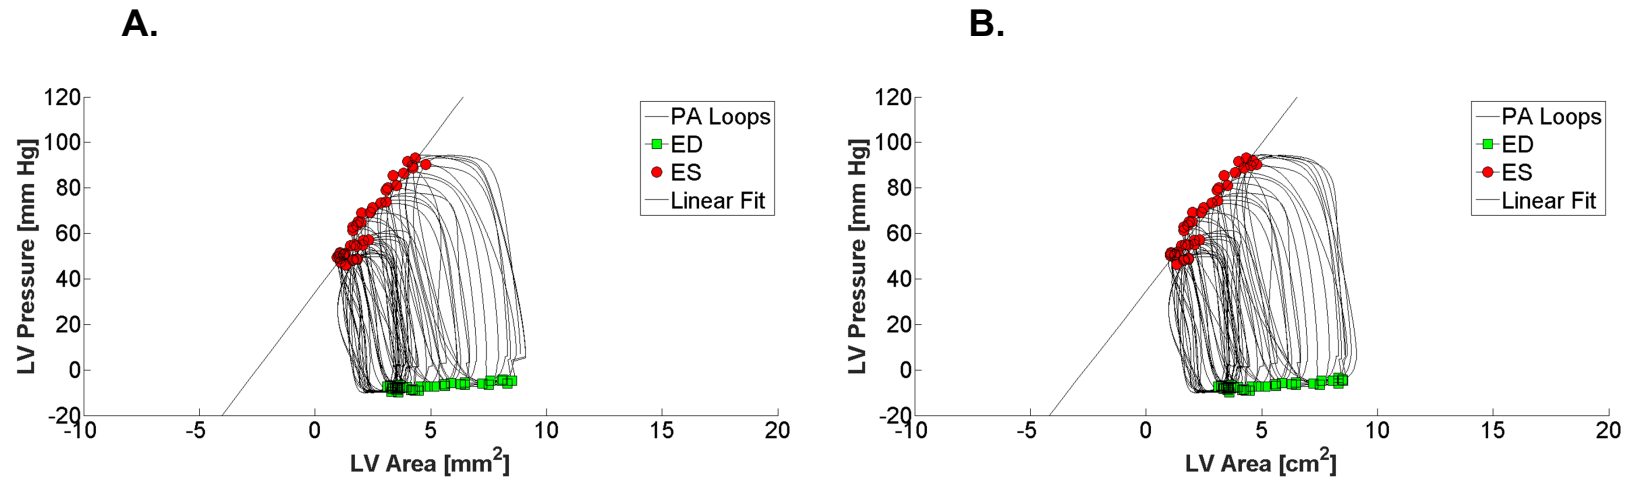 A.
B.
120
100
80
60
40
20
0
-20
-10
-5
0
5
10
15
20
LV Pressure [mm Hg]
LV Area [mm²]
PA Loops
ED
ES
Linear Fit
120
100
80
60
40
20
0
-20
-10
-5
0
5
10
15
20
LV Pressure [mm Hg]
LV Area [cm²]
PA Loops
ED
ES
Linear Fit